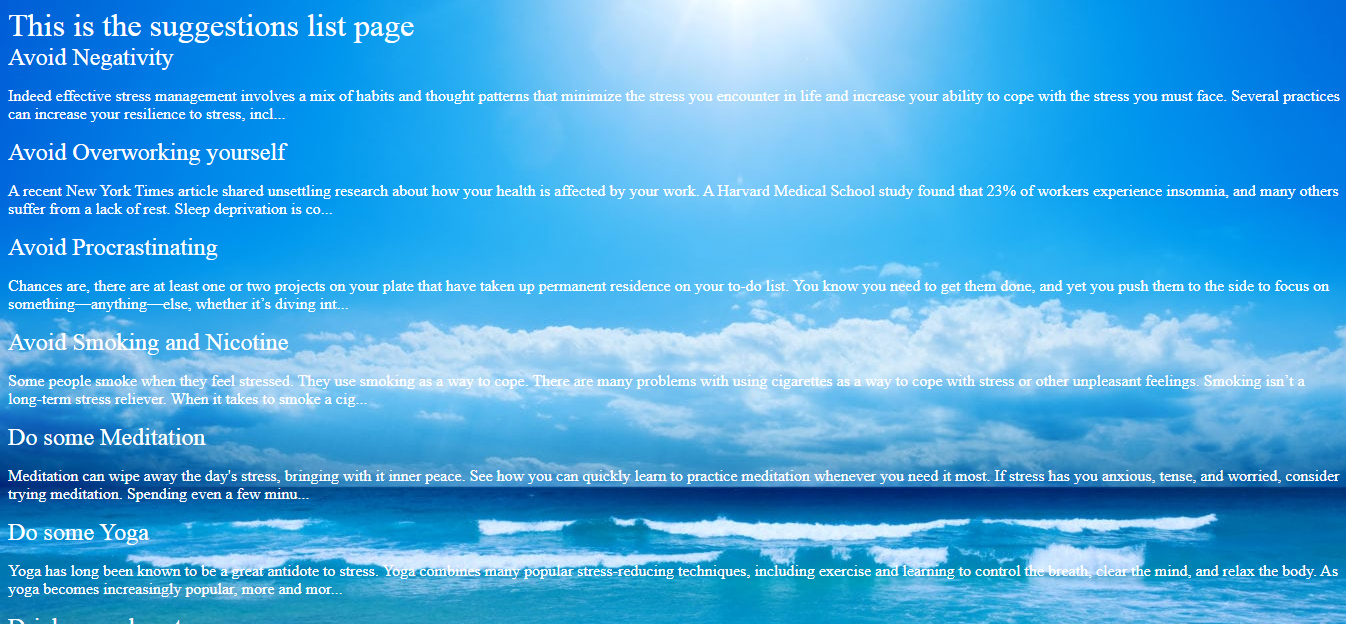 This is the suggestions list page
Avoid Negativity
Indeed effective stress management involves a mix of habits and thought patterns that minimize the stress you encounter in life and increase your ability to cope with the stress you must face. Several practices
can increase your resilience to stress, incl...
Avoid Overworking yourself
A recent New York Times article shared unsettling research about how your health is affected by your work. A Harvard Medical School study found that 23% of workers experience insomnia, and many others
suffer from a lack of rest. Sleep deprivation is co...
Avoid Procrastinating
Chances are, there are at least one or two projects on your plate that have taken up permanent residence on your to-do list. You know you need to get them done, and yet you push them to the side to focus on
something—anything—else, whether it’s diving int...
Avoid Smoking and Nicotine
Some people smoke when they feel stressed. They use smoking as a way to cope. There are many problems with using cigarettes as a way to cope with stress or other unpleasant feelings. Smoking isn’t a
long-term stress reliever. When it takes to smoke a cig...
Do some Meditation
Meditation can wipe away the day's stress, bringing with it inner peace. See how you can quickly learn to practice meditation whenever you need it most. If stress has you anxious, tense, and worried, consider
trying meditation. Spending even a few minu...
Do some Yoga
Yoga has long been known to be a great antidote to stress. Yoga combines many popular stress-reducing techniques, including exercise and learning to control the breath, clear the mind, and relax the body. As
yoga becomes increasingly popular, more and mor...